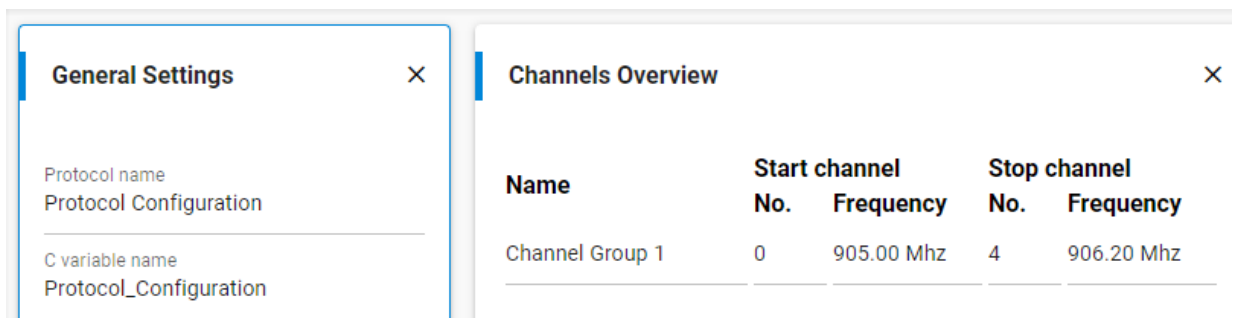 General Settings
Protocol name
Protocol Configuration
C variable name
Protocol_Configuration
Channels Overview
Name Start channel Stop channel
No. Frequency No. Frequency
Channel Group 1 0 905.00 Mhz 4 906.20 Mhz